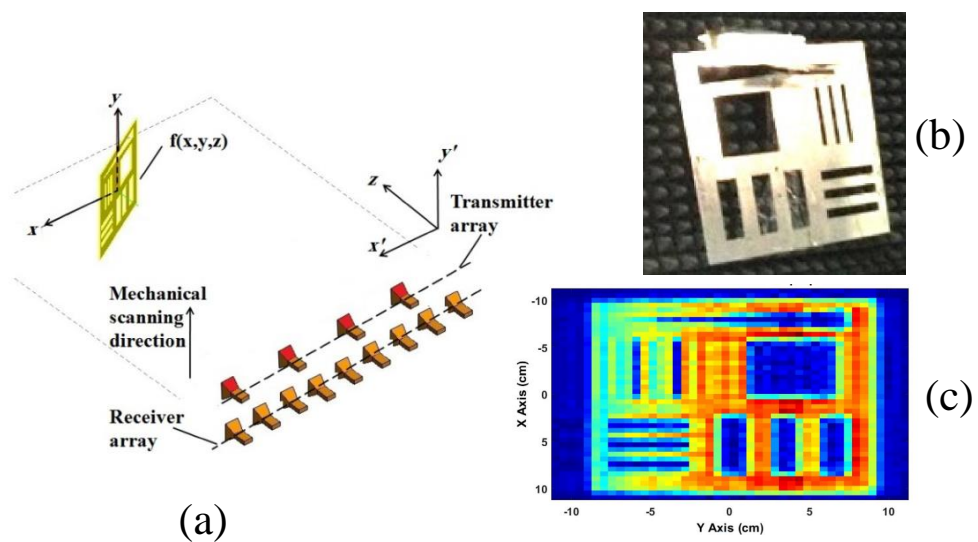 y
f(x,y,z)
x
y′
z
x′
Transmitter
array
Mechanical
scanning
direction
Receiver
array
(a)
(b)
-10
-5
0
5
10
X Axis (cm)
-10
-5
0
5
10
Y Axis (cm)
(c)